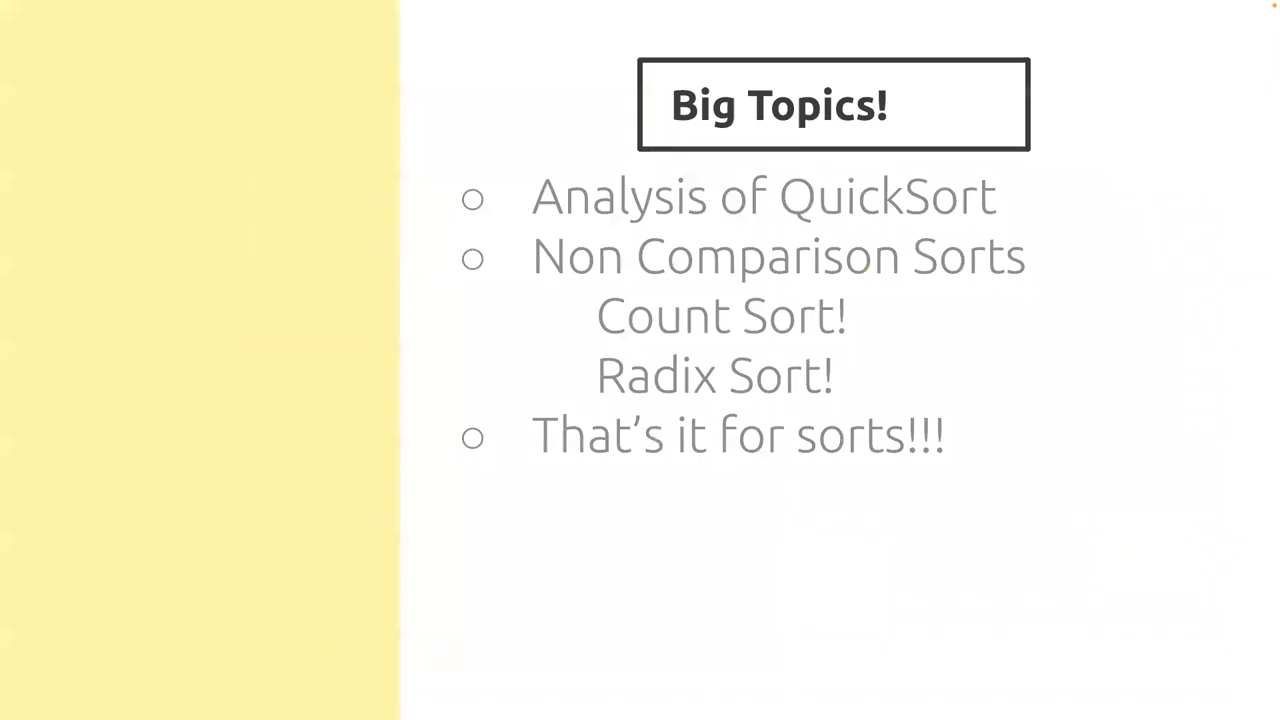 Big Topics!
○ Analysis of QuickSort
○ Non Comparison Sorts
Count Sort!
Radix Sort!
○ That’s it for sorts!!!